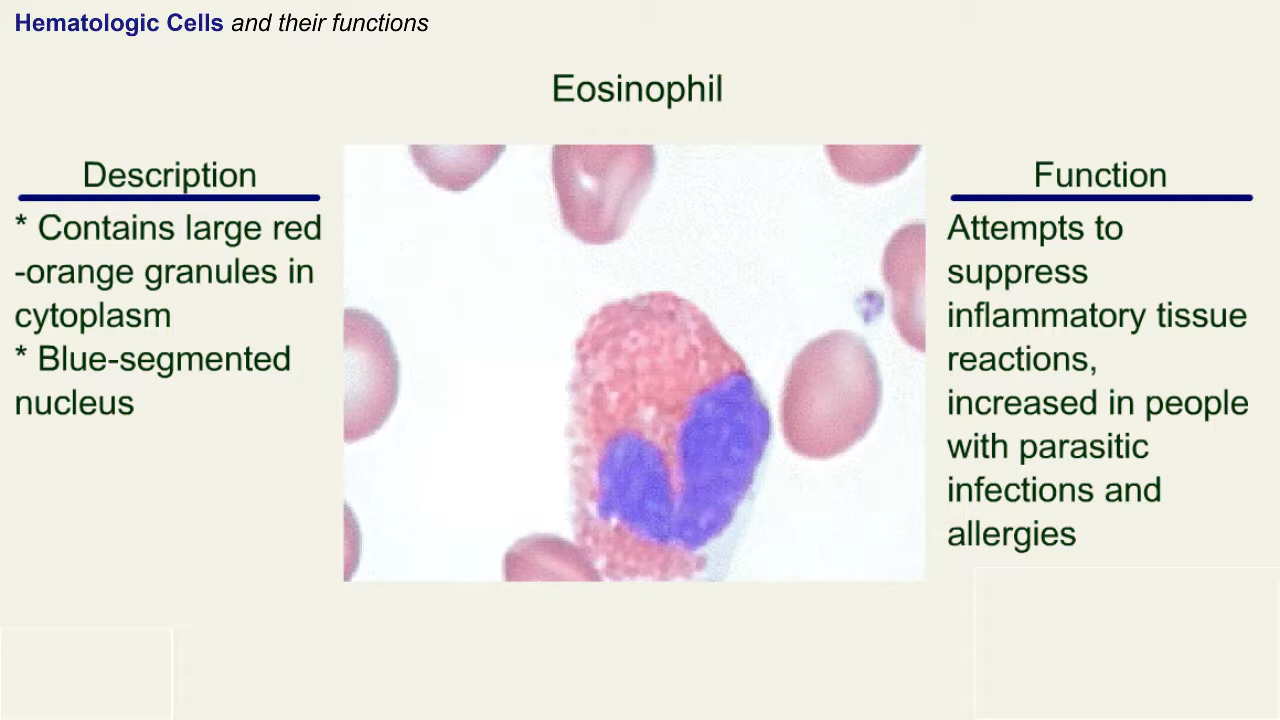 Hematologic Cells and their functions
Eosinophil
Description
* Contains large red
-orange granules in
cytoplasm
* Blue-segmented
nucleus
Function
Attempts to
suppress
inflammatory tissue
reactions,
increased in people
with parasitic
infections and
allergies